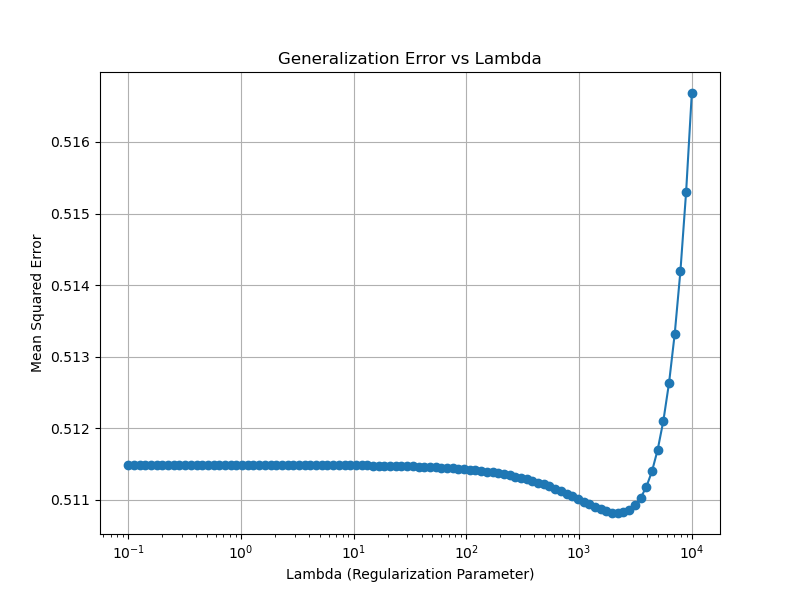 Generalization Error vs Lambda
Mean Squared Error
0.516
0.515
0.514
0.513
0.512
0.511
10⁻¹ 10⁰ 10¹ 10² 10³ 10⁴
Lambda (Regularization Parameter)